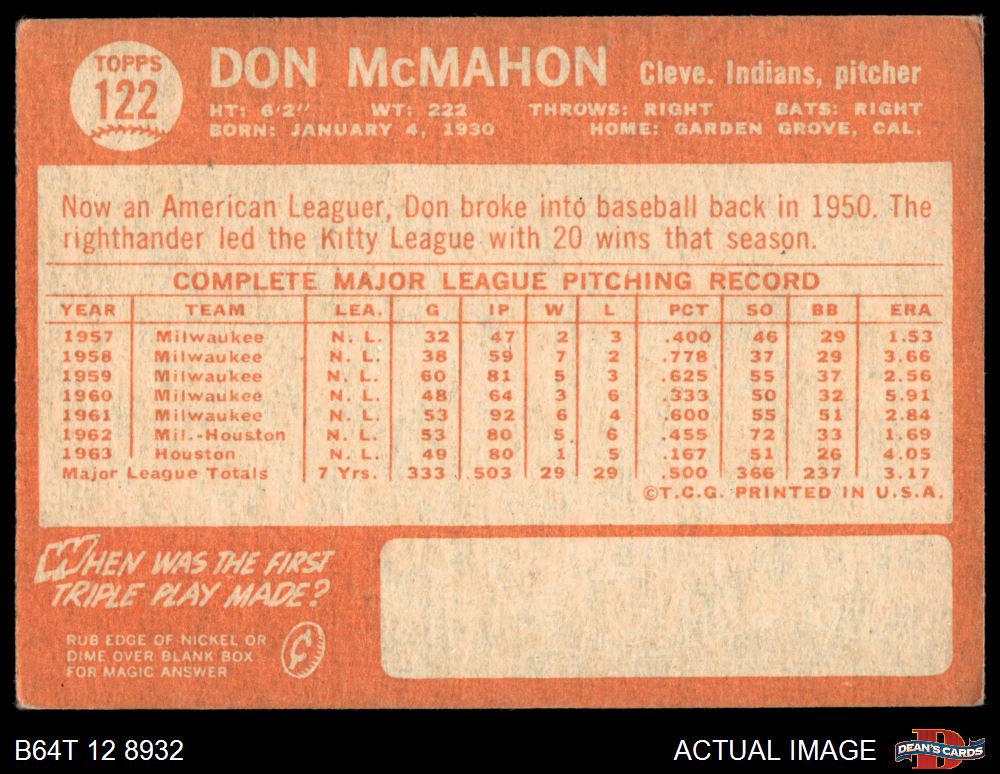 TOPPS
122
DON McMAHON Cleve. Indians, pitcher
HT: 6'2" WT: 222 THROWS: RIGHT BATS: RIGHT
BORN: JANUARY 4, 1930 HOME: GARDEN GROVE, CAL.
Now an American Leaguer, Don broke into baseball back in 1950. The
righthander led the Kitty League with 20 wins that season.
COMPLETE MAJOR LEAGUE PITCHING RECORD
YEAR TEAM LEA. G IP W L PCT SO BB ERA
1957 Milwaukee N. L. 32 47 2 3 .400 46 29 1.53
1958 Milwaukee N. L. 38 59 7 2 .778 37 29 3.66
1959 Milwaukee N. L. 60 81 5 3 .625 55 37 2.56
1960 Milwaukee N. L. 48 64 3 6 .333 50 32 5.91
1961 Milwaukee N. L. 53 92 6 4 .600 55 51 2.84
1962 Mil.-Houston N. L. 53 80 5 6 .455 72 33 1.69
1963 Houston N. L. 49 80 1 5 .167 51 26 4.05
Major League Totals 7 Yrs. 333 503 29 29 .500 366 237 3.17
©T.C.G. PRINTED IN U.S.A.
WHEN WAS THE FIRST
TRIPLE PLAY MADE?
RUB EDGE OF NICKEL OR
DIME OVER BLANK BOX
FOR MAGIC ANSWER
¢
B64T 12 8932 ACTUAL IMAGE
D
DEAN'S CARDS